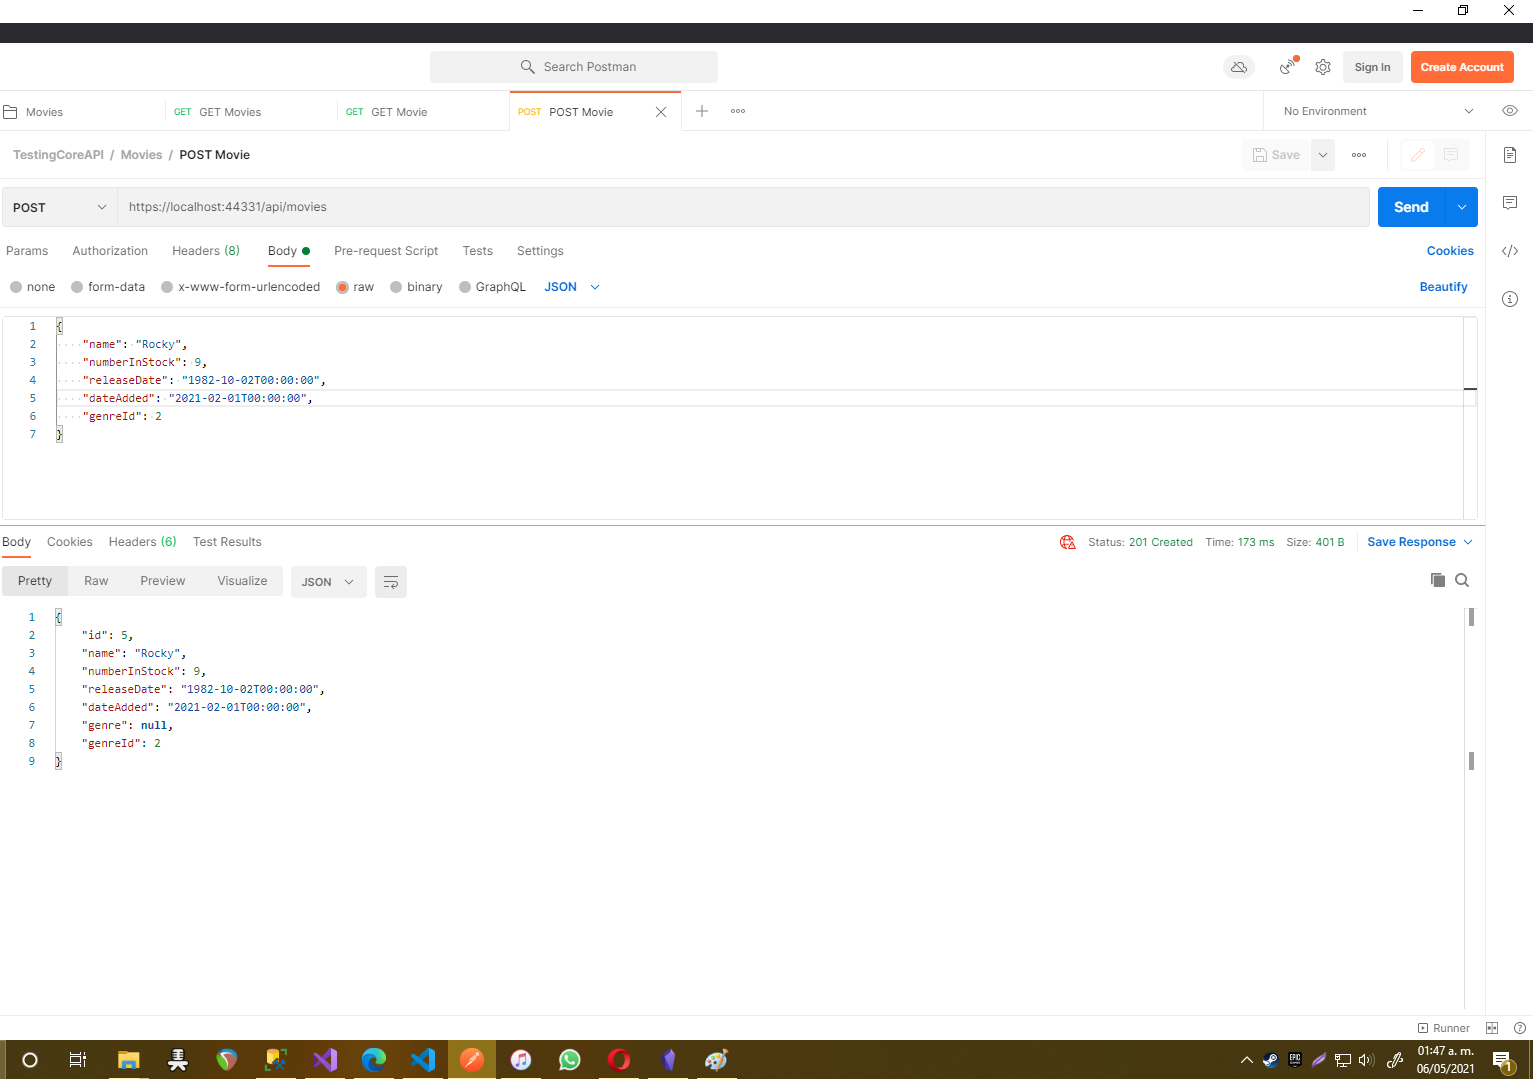 Search Postman
Sign In
Create Account
Movies
GET GET Movies
GET GET Movie
POST POST Movie
No Environment
TestingCoreAPI / Movies / POST Movie
Save
POST
https://localhost:44331/api/movies
Send
Params Authorization Headers (8) Body Pre-request Script Tests Settings
Cookies
none form-data x-www-form-urlencoded raw binary GraphQL JSON
Beautify
1 {
2 "name": "Rocky",
3 "numberInStock": 9,
4 "releaseDate": "1982-10-02T00:00:00",
5 "dateAdded": "2021-02-01T00:00:00",
6 "genreId": 2
7 }
Body Cookies Headers (6) Test Results
Status: 201 Created Time: 173 ms Size: 401 B
Save Response
Pretty Raw Preview Visualize JSON
1 {
2 "id": 5,
3 "name": "Rocky",
4 "numberInStock": 9,
5 "releaseDate": "1982-10-02T00:00:00",
6 "dateAdded": "2021-02-01T00:00:00",
7 "genre": null,
8 "genreId": 2
9 }
Runner
EPIC
01:47 a. m.
06/05/2021
1